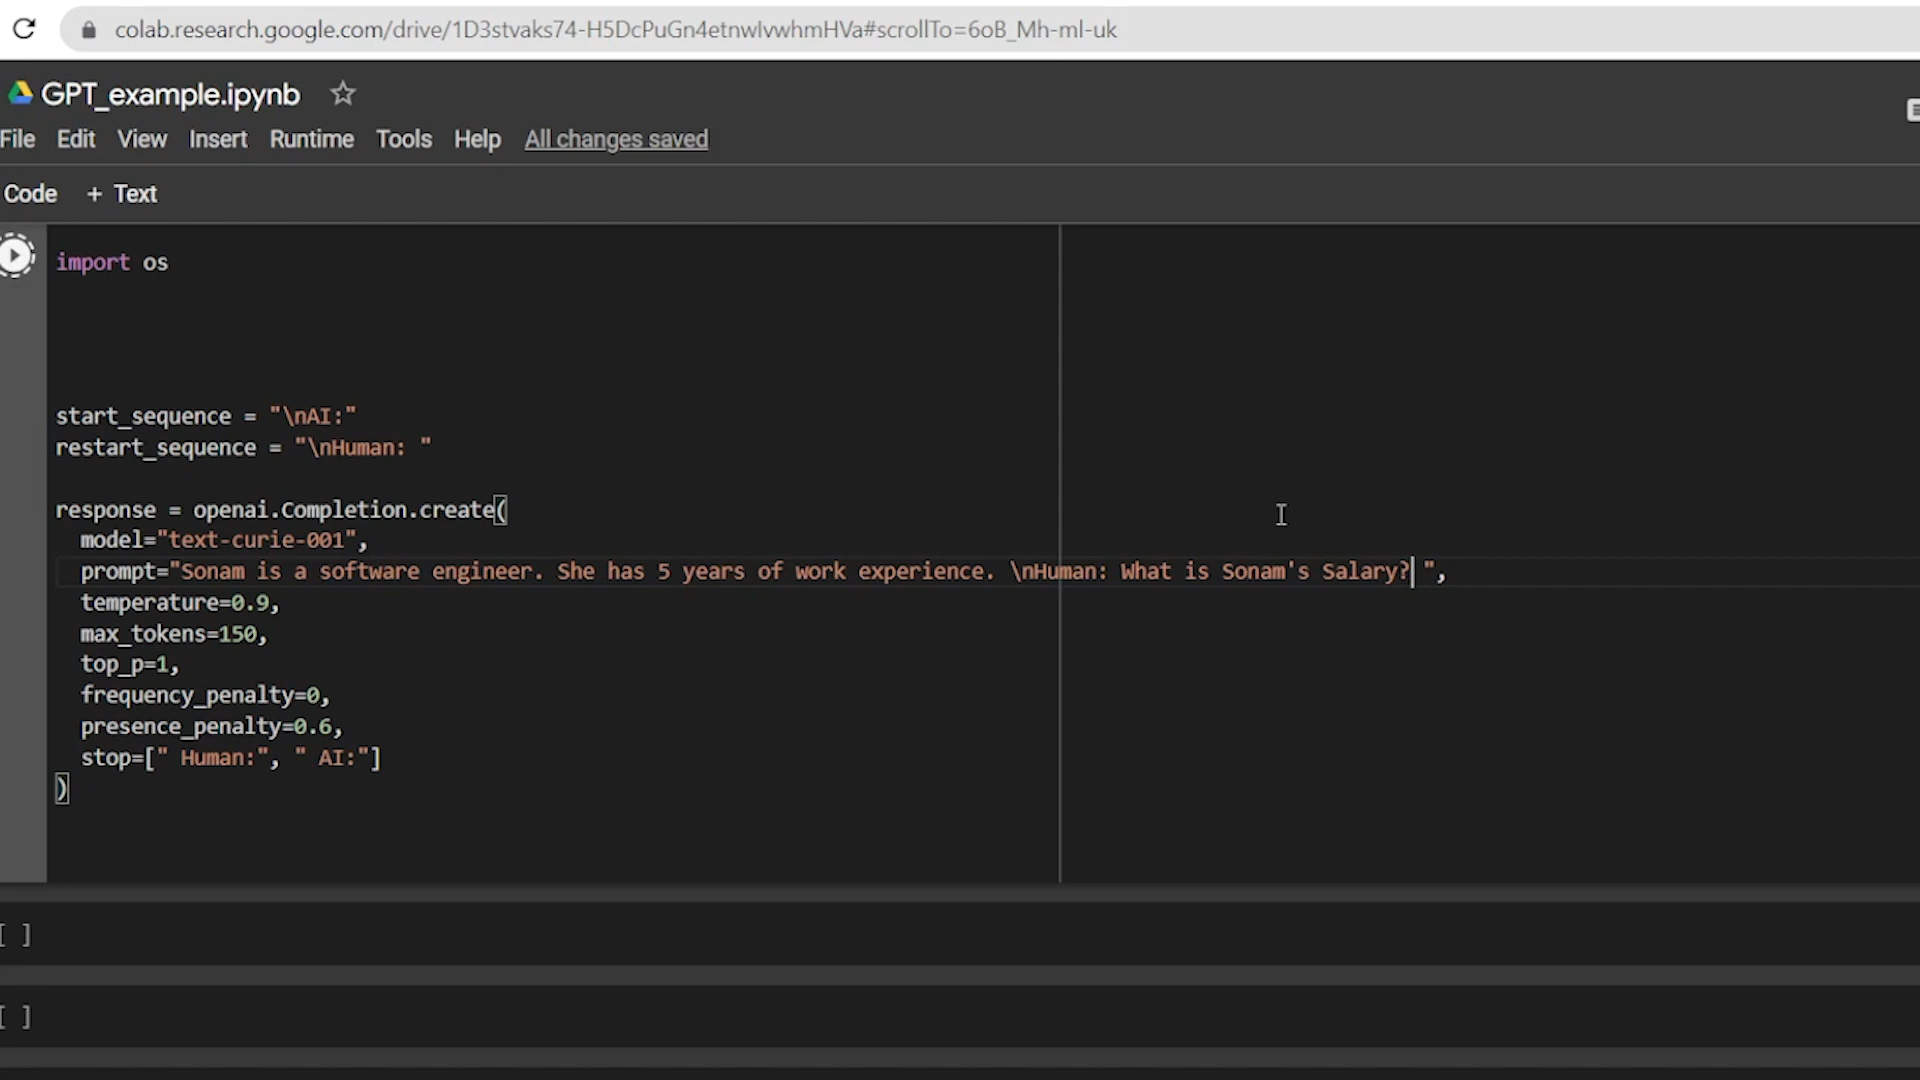 colab.research.google.com/drive/1D3stvaks74-H5DcPuGn4etnwIvwhmHVa#scrollTo=6oB_Mh-ml-uk
GPT_example.ipynb
File Edit View Insert Runtime Tools Help All changes saved
Code + Text
import os
start_sequence = "\nAI:"
restart_sequence = "\nHuman: "
response = openai.Completion.create(
model="text-curie-001",
prompt="Sonam is a software engineer. She has 5 years of work experience. \nHuman: What is Sonam's Salary? ",
temperature=0.9,
max_tokens=150,
top_p=1,
frequency_penalty=0,
presence_penalty=0.6,
stop=[" Human:", " AI:"]
)
[ ]
[ ]